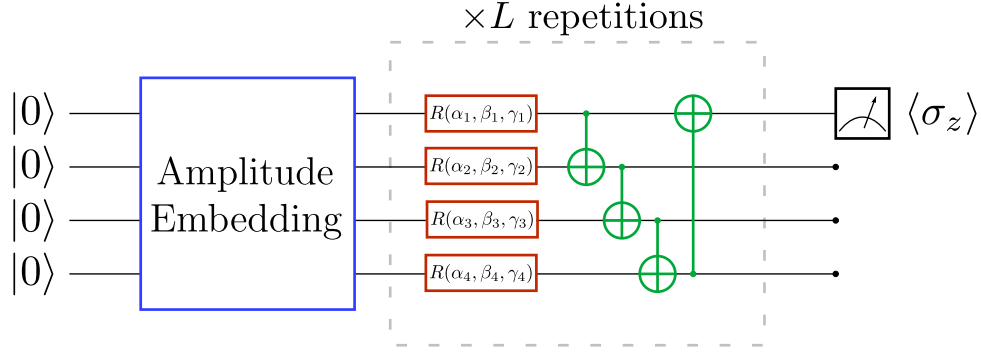 ×L repetitions
|0⟩ R(α₁, β₁, γ₁) ⟨σ_z⟩
|0⟩ Amplitude R(α₂, β₂, γ₂)
|0⟩ Embedding R(α₃, β₃, γ₃)
|0⟩ R(α₄, β₄, γ₄)